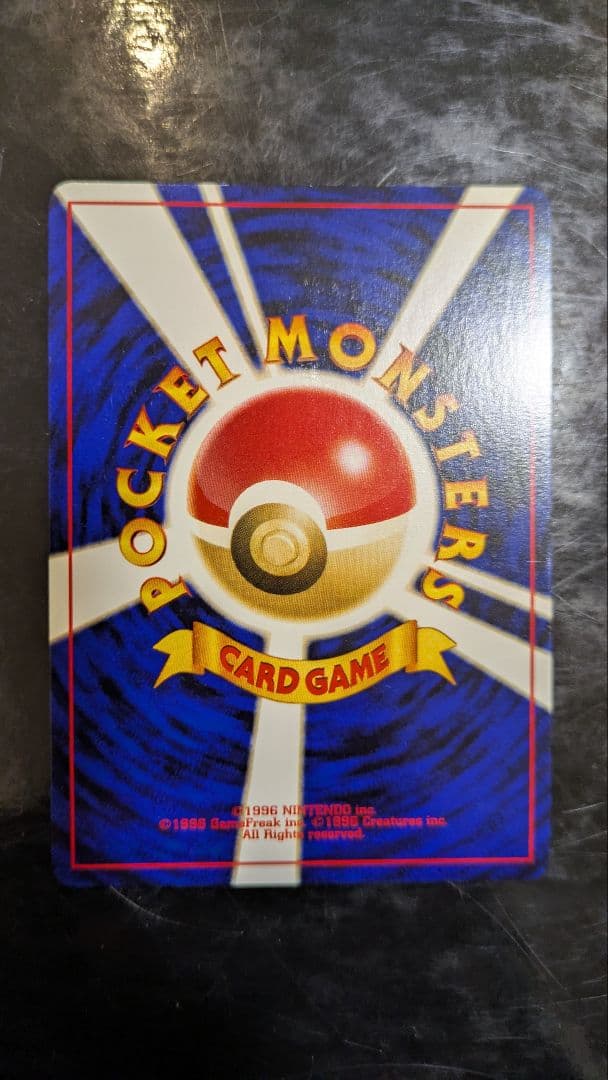 POCKET MONSTERS
CARD GAME
©1996 NINTENDO inc.
©1996 GameFreak inc. ©1996 Creatures inc.
All Rights reserved.